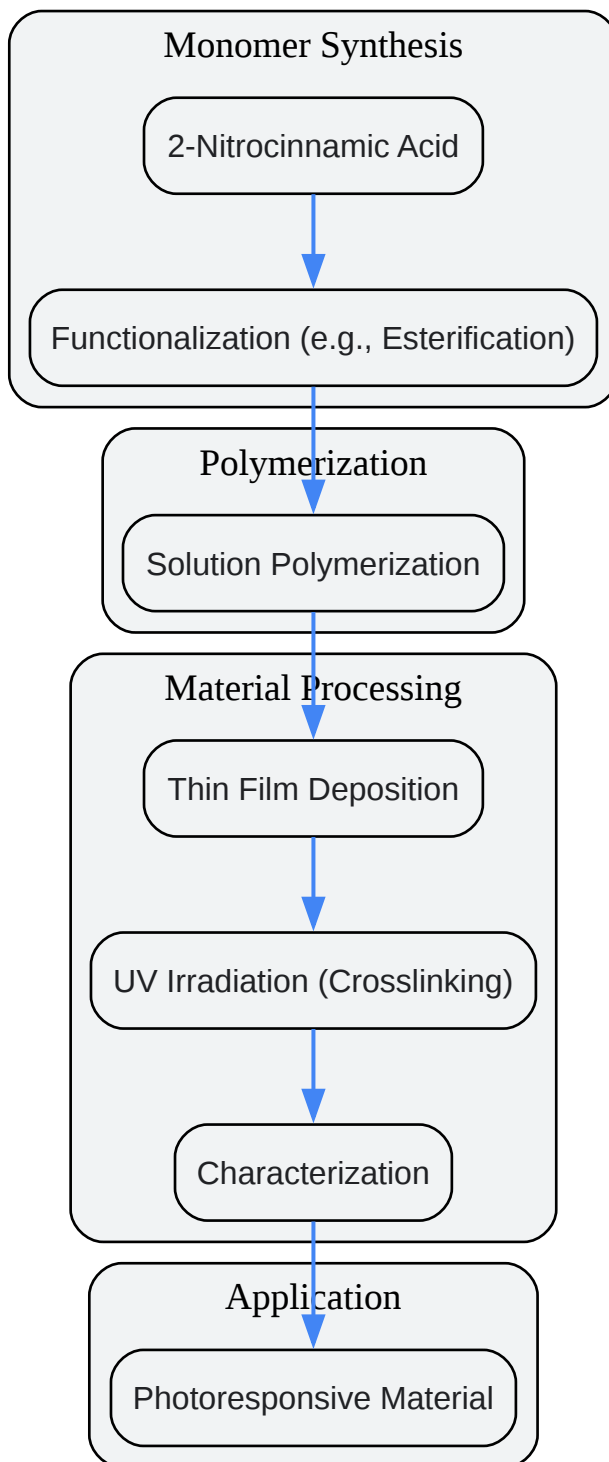 Monomer Synthesis
2-Nitrocinnamic Acid
Functionalization (e.g., Esterification)
Polymerization
Solution Polymerization
Material Processing
Thin Film Deposition
UV Irradiation (Crosslinking)
Characterization
Application
Photoresponsive Material